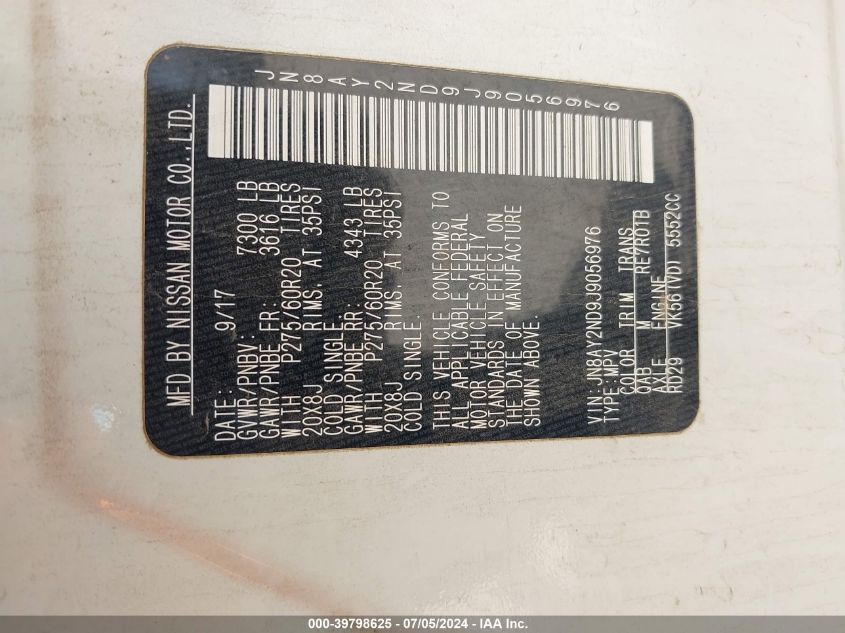 MFD BY NISSAN MOTOR CO.,LTD.
JN8AY2ND9J9056976
DATE: 9/17
GVWR/PNBV: 7300 LB
GAWR/PNBE FR: 3616 LB
WITH P275/60R20 TIRES
20X8J RIMS, AT 35PSI
COLD SINGLE
GAWR/PNBE RR: 4343 LB
WITH P275/60R20 TIRES
20X8J RIMS, AT 35PSI
COLD SINGLE
THIS VEHICLE CONFORMS TO
ALL APPLICABLE FEDERAL
MOTOR VEHICLE SAFETY
STANDARDS IN EFFECT ON
THE DATE OF MANUFACTURE
SHOWN ABOVE.
VIN:JN8AY2ND9J9056976
TYPE:MPV
COLOR TRIM TRANS
QAB M RE7R01B
AXLE ENGINE
RD29 VK56(VD) 5552CC
000-39798625 - 07/05/2024 - IAA Inc.